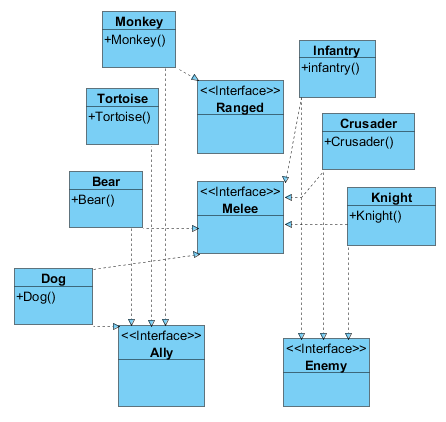 Monkey
+Monkey()
Infantry
+infantry()
<<Interface>>
Ranged
Tortoise
+Tortoise()
Crusader
+Crusader()
Bear
+Bear()
<<Interface>>
Melee
Knight
+Knight()
Dog
+Dog()
<<Interface>>
Ally
<<Interface>>
Enemy